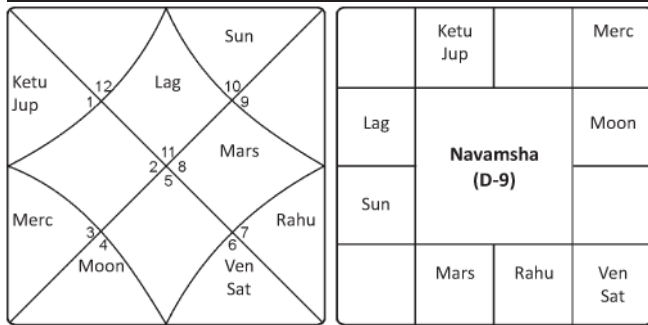 Sun
Ketu
Jup
12
1
Lag
10
9
11
2
8
5
Mars
Merc
3
4
Moon
7
6
Rahu
Ven
Sat
Ketu
Jup
Merc
Lag
Navamsha
(D-9)
Moon
Sun
Mars
Rahu
Ven
Sat